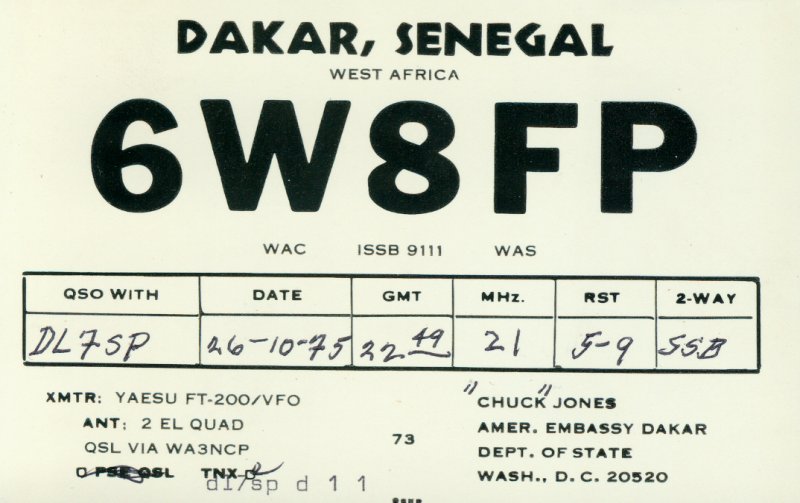 DAKAR, SENEGAL
WEST AFRICA
6W8FP
WAC ISSB 9111 WAS
QSO WITH DATE GMT MHz. RST 2-WAY
DL7SP 26-10-75 22 49 21 5-9 SSB
XMTR: YAESU FT-200/VFO
ANT: 2 EL QUAD
QSL VIA WA3NCP
PSE QSL TNX
dl7sp d 1 1
73
"CHUCK" JONES
AMER. EMBASSY DAKAR
DEPT. OF STATE
WASH., D. C. 20520